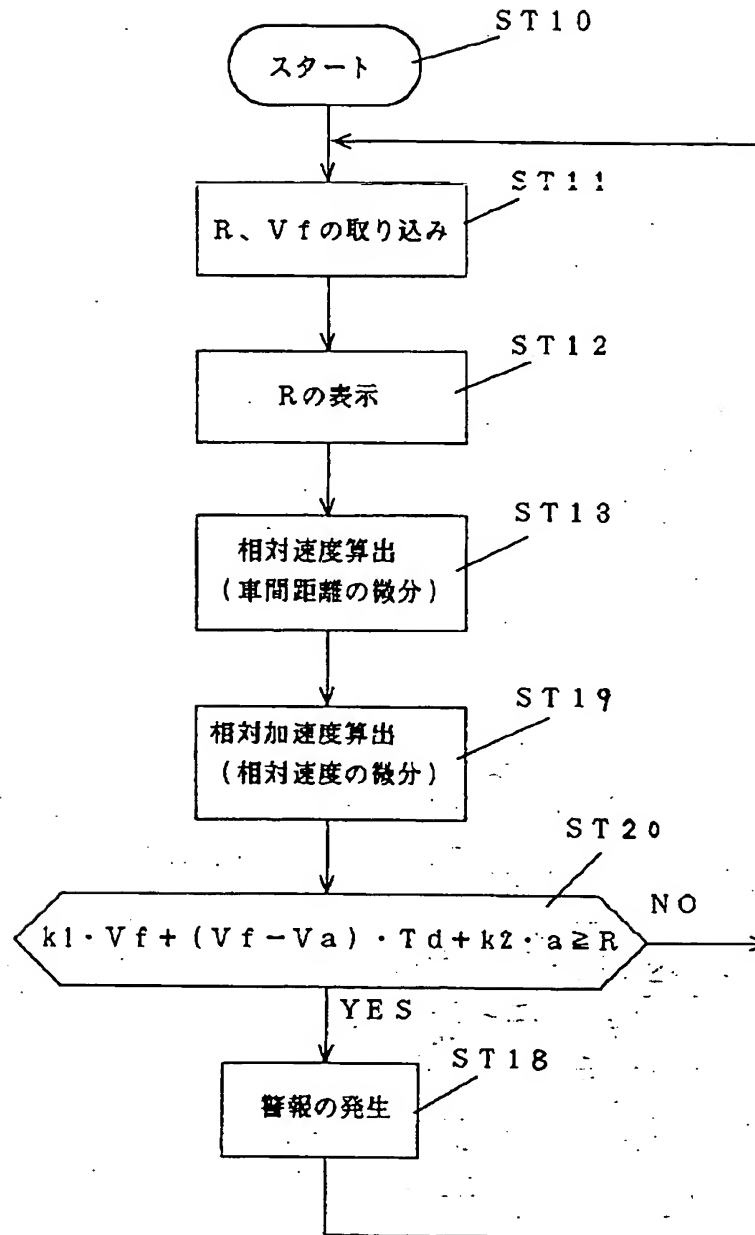 ST10
スタート
ST11
R、Vfの取り込み
ST12
Rの表示
ST13
相対速度算出
(車間距離の微分)
ST19
相対加速度算出
(相対速度の微分)
ST20
k1・Vf+(Vf-Va)・Td+k2・a≧R
NO
YES
ST18
警報の発生